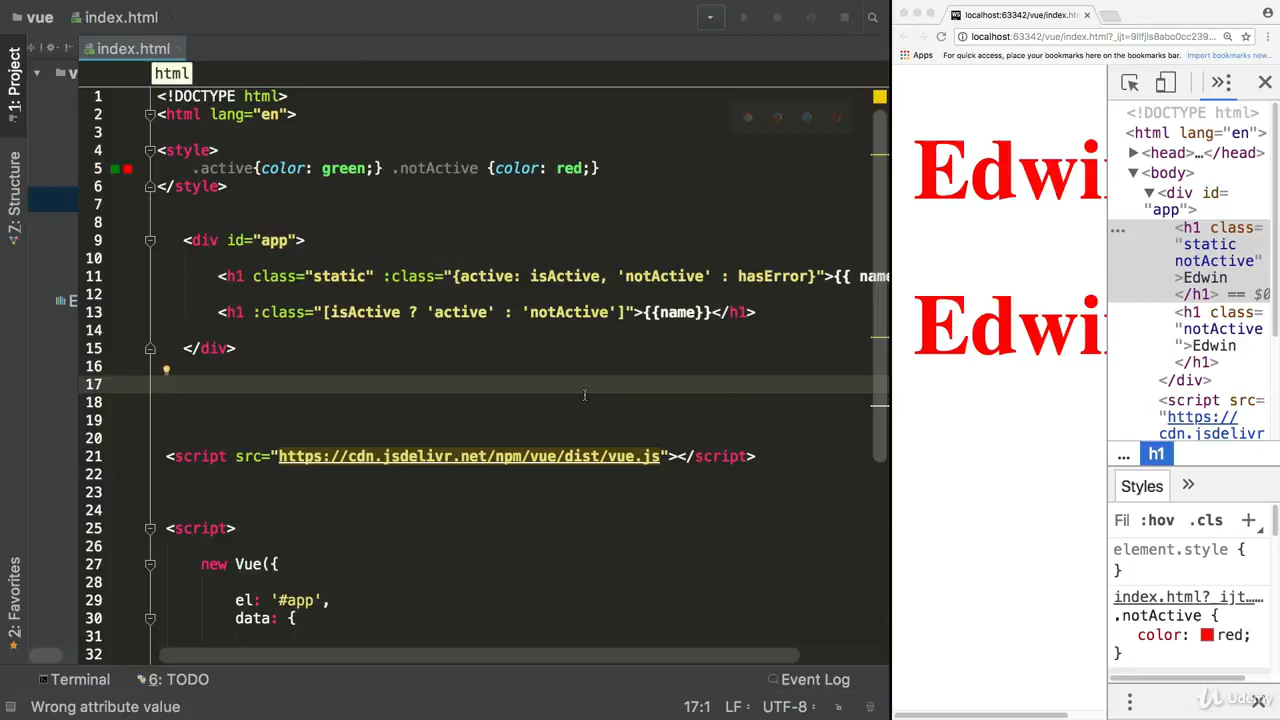 vue index.html
index.html
html
1: Project
Z: Structure
2: Favorites
1 <!DOCTYPE html>
2 <html lang="en">
3
4 <style>
5 .active{color: green;} .notActive {color: red;}
6 </style>
7
8
9 <div id="app">
10
11 <h1 class="static" :class="{active: isActive, 'notActive' : hasError}">{{ name
12
13 <h1 :class="[isActive ? 'active' : 'notActive']">{{name}}</h1>
14
15 </div>
16
17
18
19
20
21 <script src="https://cdn.jsdelivr.net/npm/vue/dist/vue.js"></script>
22
23
24
25 <script>
26
27 new Vue({
28
29 el: '#app',
30 data: {
31
32
Terminal 6: TODO Event Log
Wrong attribute value 17:1 LF: UTF-8:
WS localhost:63342/vue/index.htm
localhost:63342/vue/index.html?_ijt=9llfjls8abo0cc239...
Apps For quick access, place your bookmarks here on the bookmarks bar. Import bookmarks now...
Edwi
Edwi
<!DOCTYPE html>
<html lang="en">
<head>…</head>
<body>
<div id=
"app">
... <h1 class=
"static
notActive"
>Edwin
</h1> == $0
<h1 class=
"notActive
">Edwin
</h1>
</div>
<script src=
"https://
cdn.jsdelivr
... h1
Styles »
Fil :hov .cls +
element.style {
}
index.html?_ijt……
.notActive {
color: red;
}
Udemy